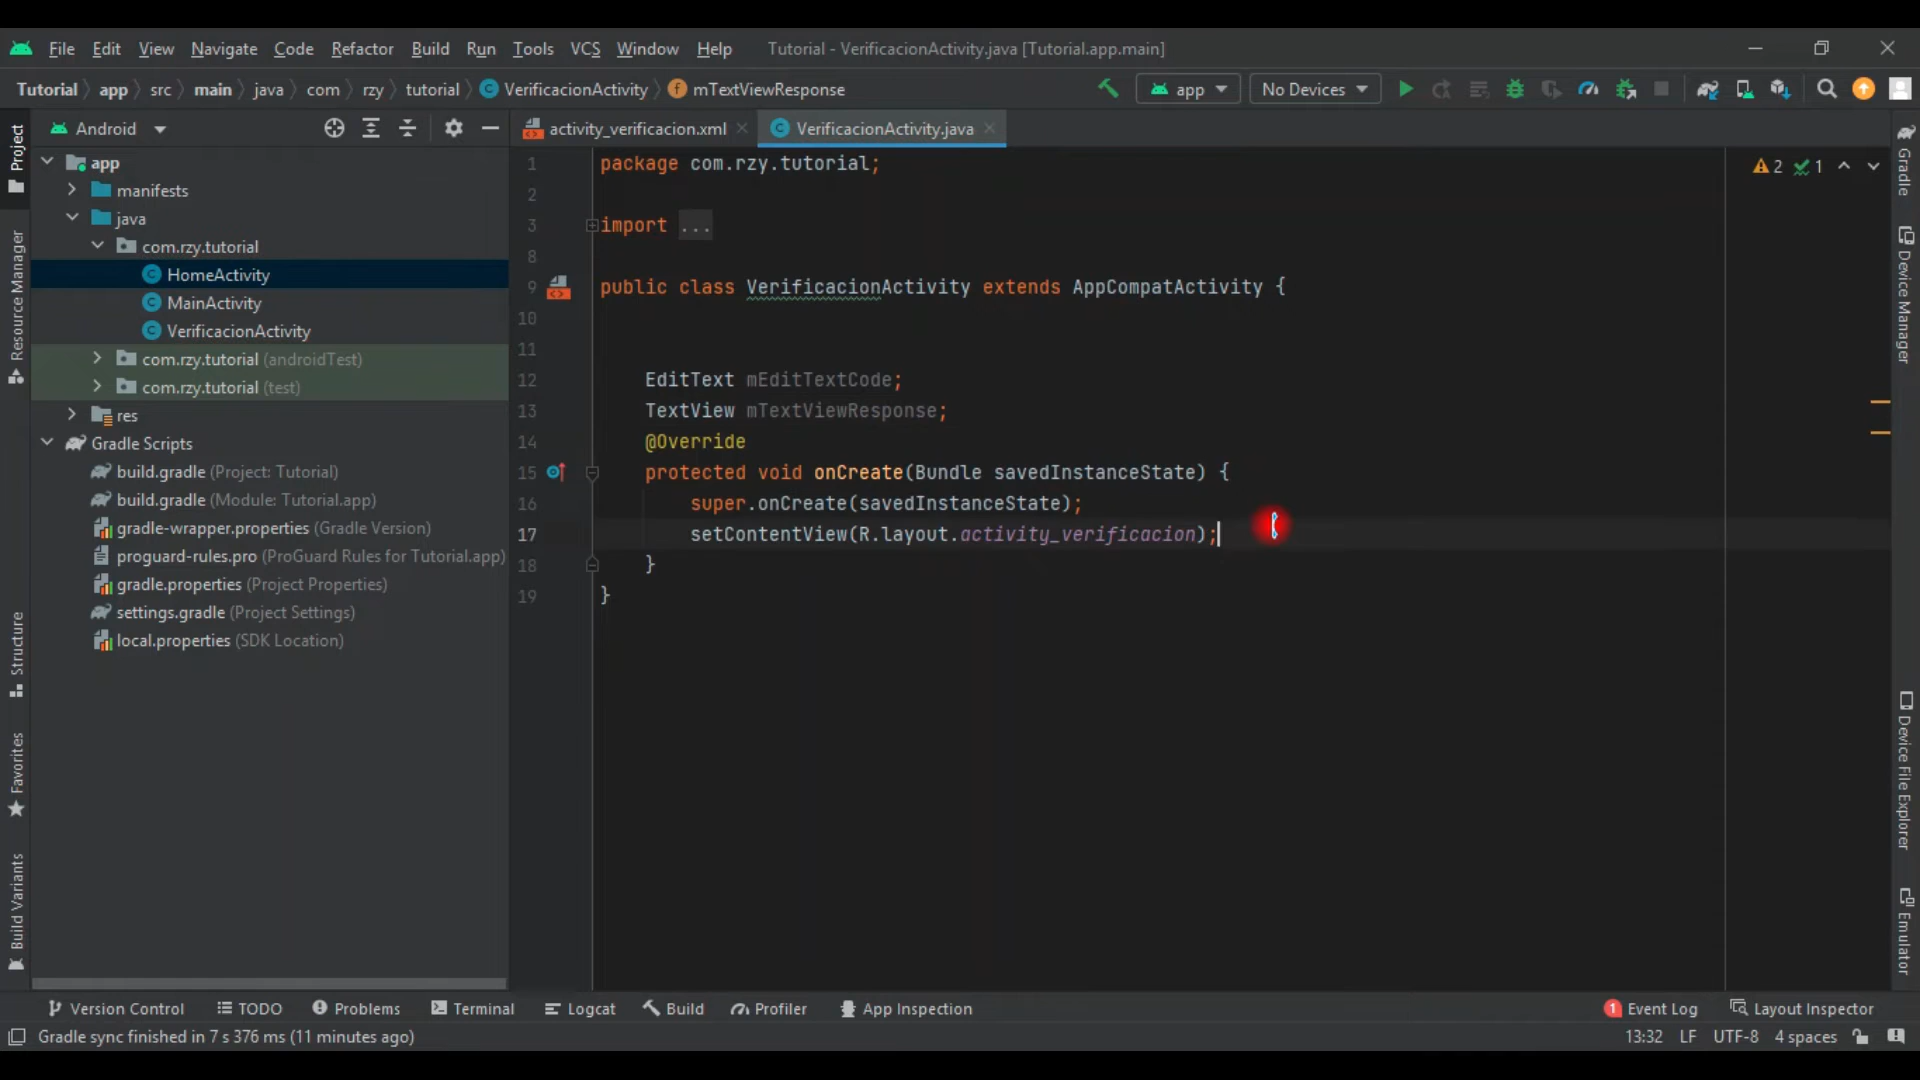 File Edit View Navigate Code Refactor Build Run Tools VCS Window Help Tutorial - VerificacionActivity.java [Tutorial.app.main]
Tutorial app src main java com rzy tutorial VerificacionActivity mTextViewResponse app No Devices
Android activity_verificacion.xml VerificacionActivity.java
app
manifests
java
com.rzy.tutorial
HomeActivity
MainActivity
VerificacionActivity
com.rzy.tutorial (androidTest)
com.rzy.tutorial (test)
res
Gradle Scripts
build.gradle (Project: Tutorial)
build.gradle (Module: Tutorial.app)
gradle-wrapper.properties (Gradle Version)
proguard-rules.pro (ProGuard Rules for Tutorial.app)
gradle.properties (Project Properties)
settings.gradle (Project Settings)
local.properties (SDK Location)
1 package com.rzy.tutorial;
2
3 import ...
8
9 public class VerificacionActivity extends AppCompatActivity {
10
11
12 EditText mEditTextCode;
13 TextView mTextViewResponse;
14 @Override
15 protected void onCreate(Bundle savedInstanceState) {
16 super.onCreate(savedInstanceState);
17 setContentView(R.layout.activity_verificacion);
18 }
19 }
2 1
Project
Resource Manager
Structure
Favorites
Build Variants
Gradle
Device Manager
Device File Explorer
Emulator
Version Control TODO Problems Terminal Logcat Build Profiler App Inspection 1 Event Log Layout Inspector
Gradle sync finished in 7 s 376 ms (11 minutes ago) 13:32 LF UTF-8 4 spaces